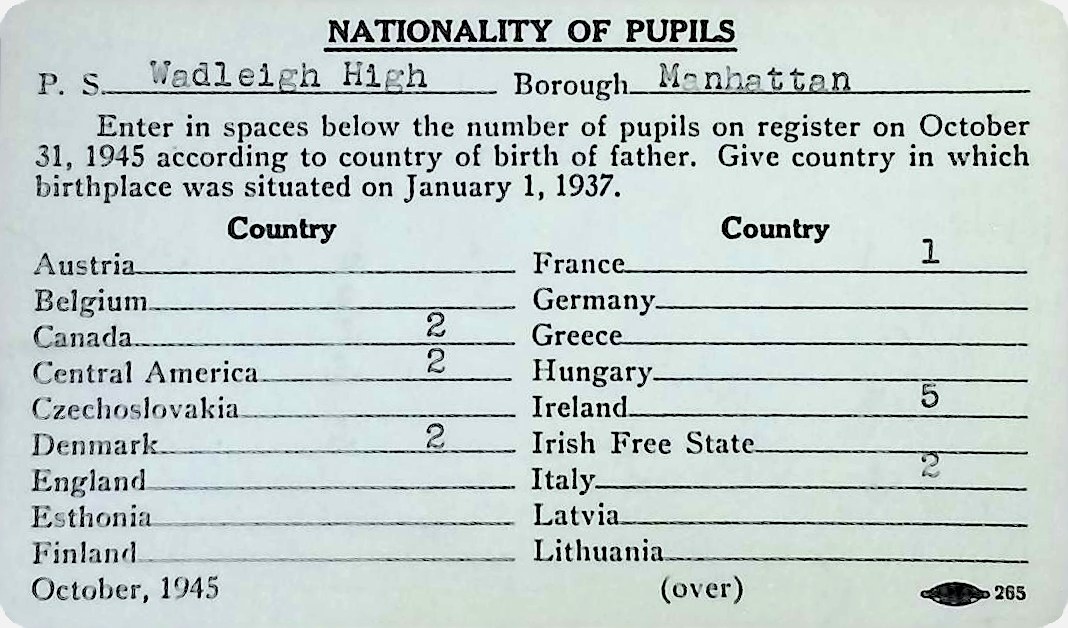 NATIONALITY OF PUPILS
P. S. Wadleigh High Borough Manhattan
Enter in spaces below the number of pupils on register on October
31, 1945 according to country of birth of father. Give country in which
birthplace was situated on January 1, 1937.
Country Country
Austria France 1
Belgium Germany
Canada 2 Greece
Central America 2 Hungary
Czechoslovakia Ireland 5
Denmark 2 Irish Free State
England Italy 2
Esthonia Latvia
Finland Lithuania
October, 1945 (over) 265